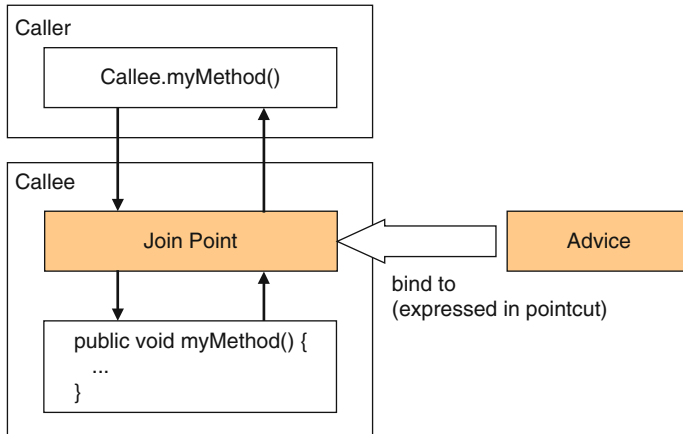 Caller
Callee.myMethod()
Callee
Join Point
Advice
bind to
(expressed in pointcut)
public void myMethod() {
...
}